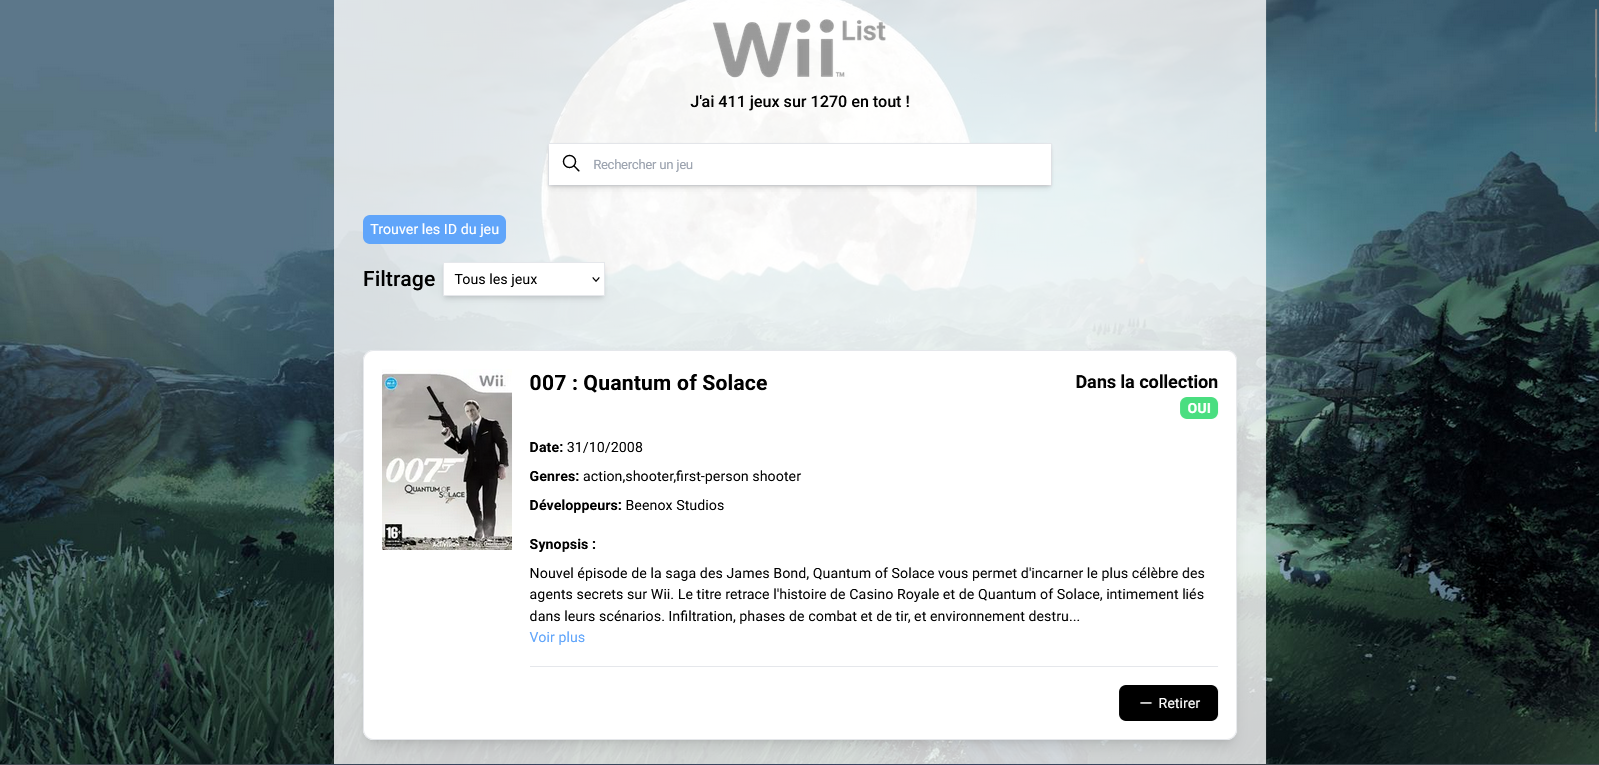 Wii List
TM
J'ai 411 jeux sur 1270 en tout !
Rechercher un jeu
Trouver les ID du jeu
Filtrage Tous les jeux
Wii
007
QUANTUM OF
SOLACE
16+
007 : Quantum of Solace
Dans la collection
OUI
Date: 31/10/2008
Genres: action,shooter,first-person shooter
Développeurs: Beenox Studios
Synopsis :
Nouvel épisode de la saga des James Bond, Quantum of Solace vous permet d'incarner le plus célèbre des
agents secrets sur Wii. Le titre retrace l'histoire de Casino Royale et de Quantum of Solace, intimement liés
dans leurs scénarios. Infiltration, phases de combat et de tir, et environnement destru...
Voir plus
Retirer